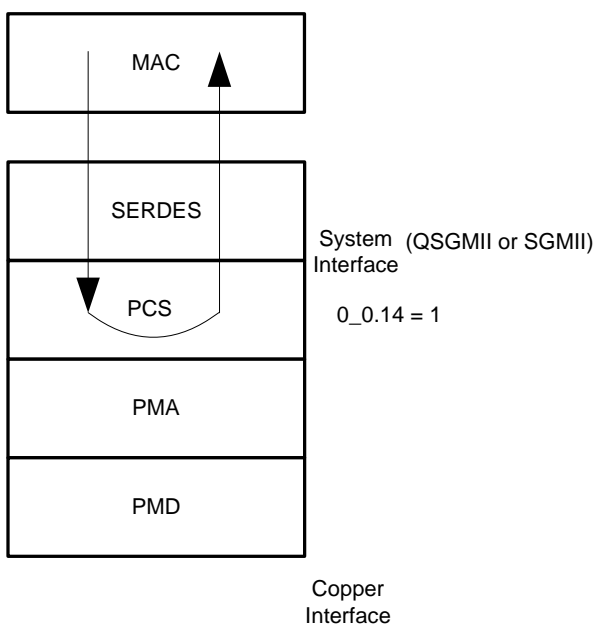 MAC
SERDES
System (QSGMII or SGMII)
Interface
PCS
0_0.14 = 1
PMA
PMD
Copper
Interface